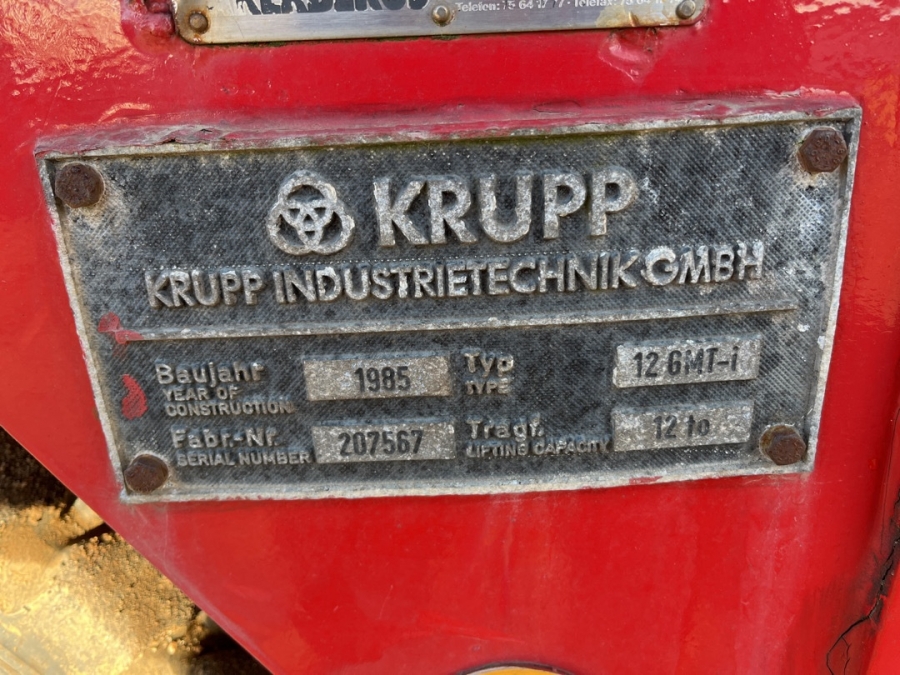 Telefax:
KRUPP
KRUPP INDUSTRIETECHNIK GMBH
Baujahr 1985 Typ 12 GMT-i
YEAR OF TYPE
CONSTRUCTION
Fabr.-Nr. 207567 Tragf. 12 to
SERIAL NUMBER LIFTING CAPACITY